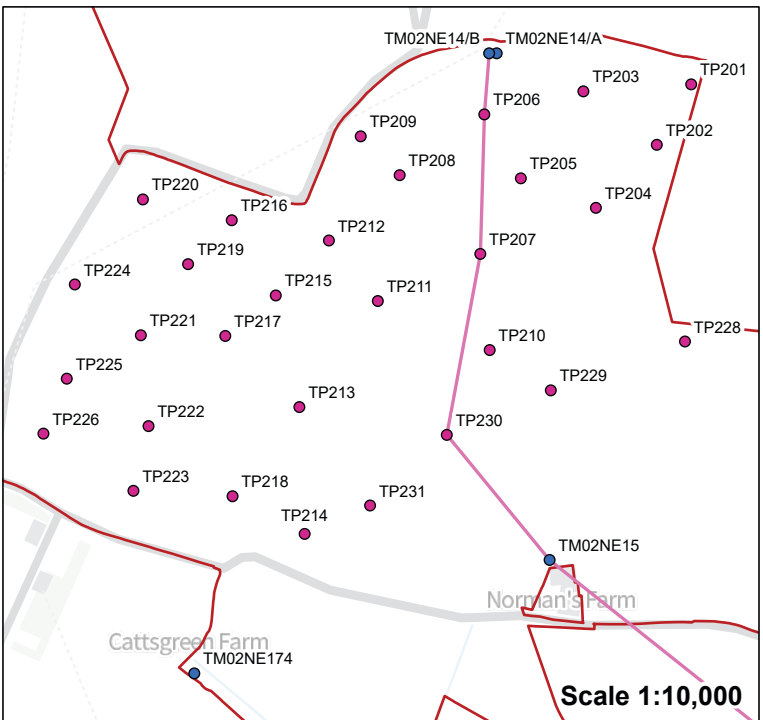 TM02NE14/B
TM02NE14/A
TP201
TP203
TP206
TP209
TP202
TP208
TP205
TP220
TP204
TP216
TP212
TP207
TP219
TP224
TP215
TP211
TP221
TP217
TP228
TP210
TP225
TP229
TP213
TP222
TP226
TP230
TP223
TP218
TP231
TP214
TM02NE15
Norman's Farm
Cattsgreen Farm
TM02NE174
Scale 1:10,000